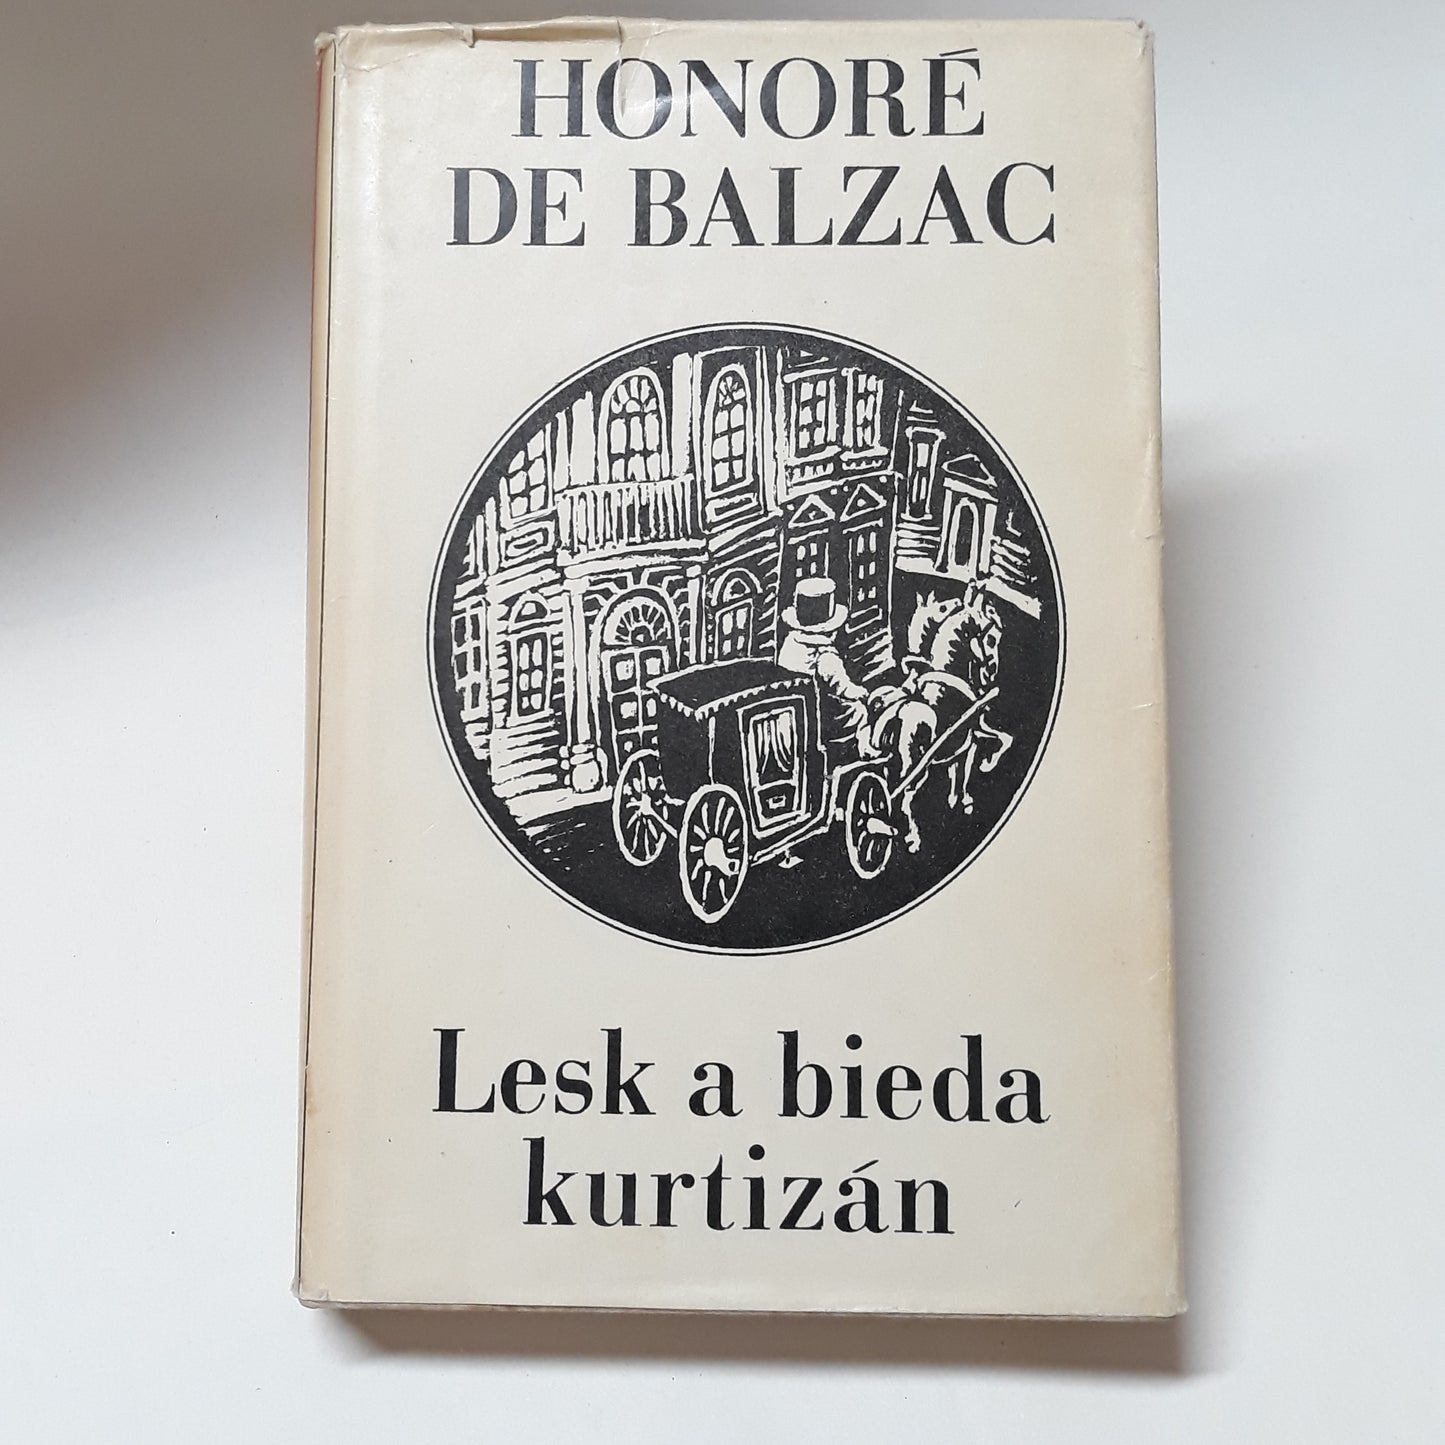 HONORÉ
DE BALZAC
Lesk a bieda
kurtizán